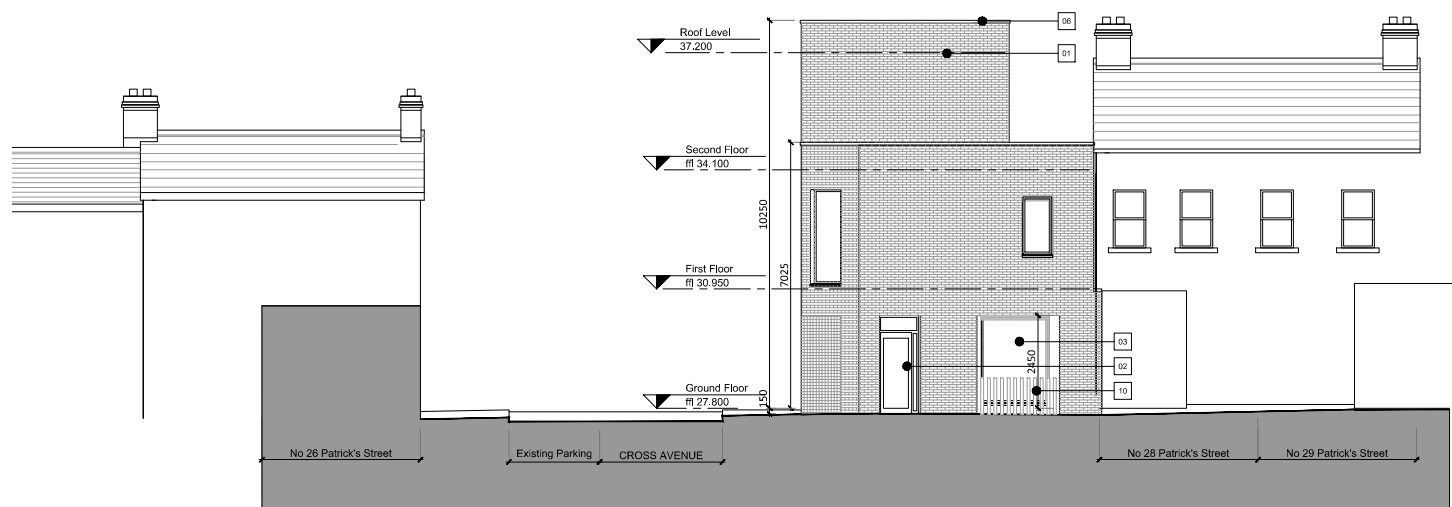 06
Roof Level
37.200
01
Second Floor
ffl 34.100
10250
7025
First Floor
ffl 30.950
03
2450
02
10
Ground Floor
ffl 27.800
150
No 26 Patrick's Street
Existing Parking
CROSS AVENUE
No 28 Patrick's Street
No 29 Patrick's Street